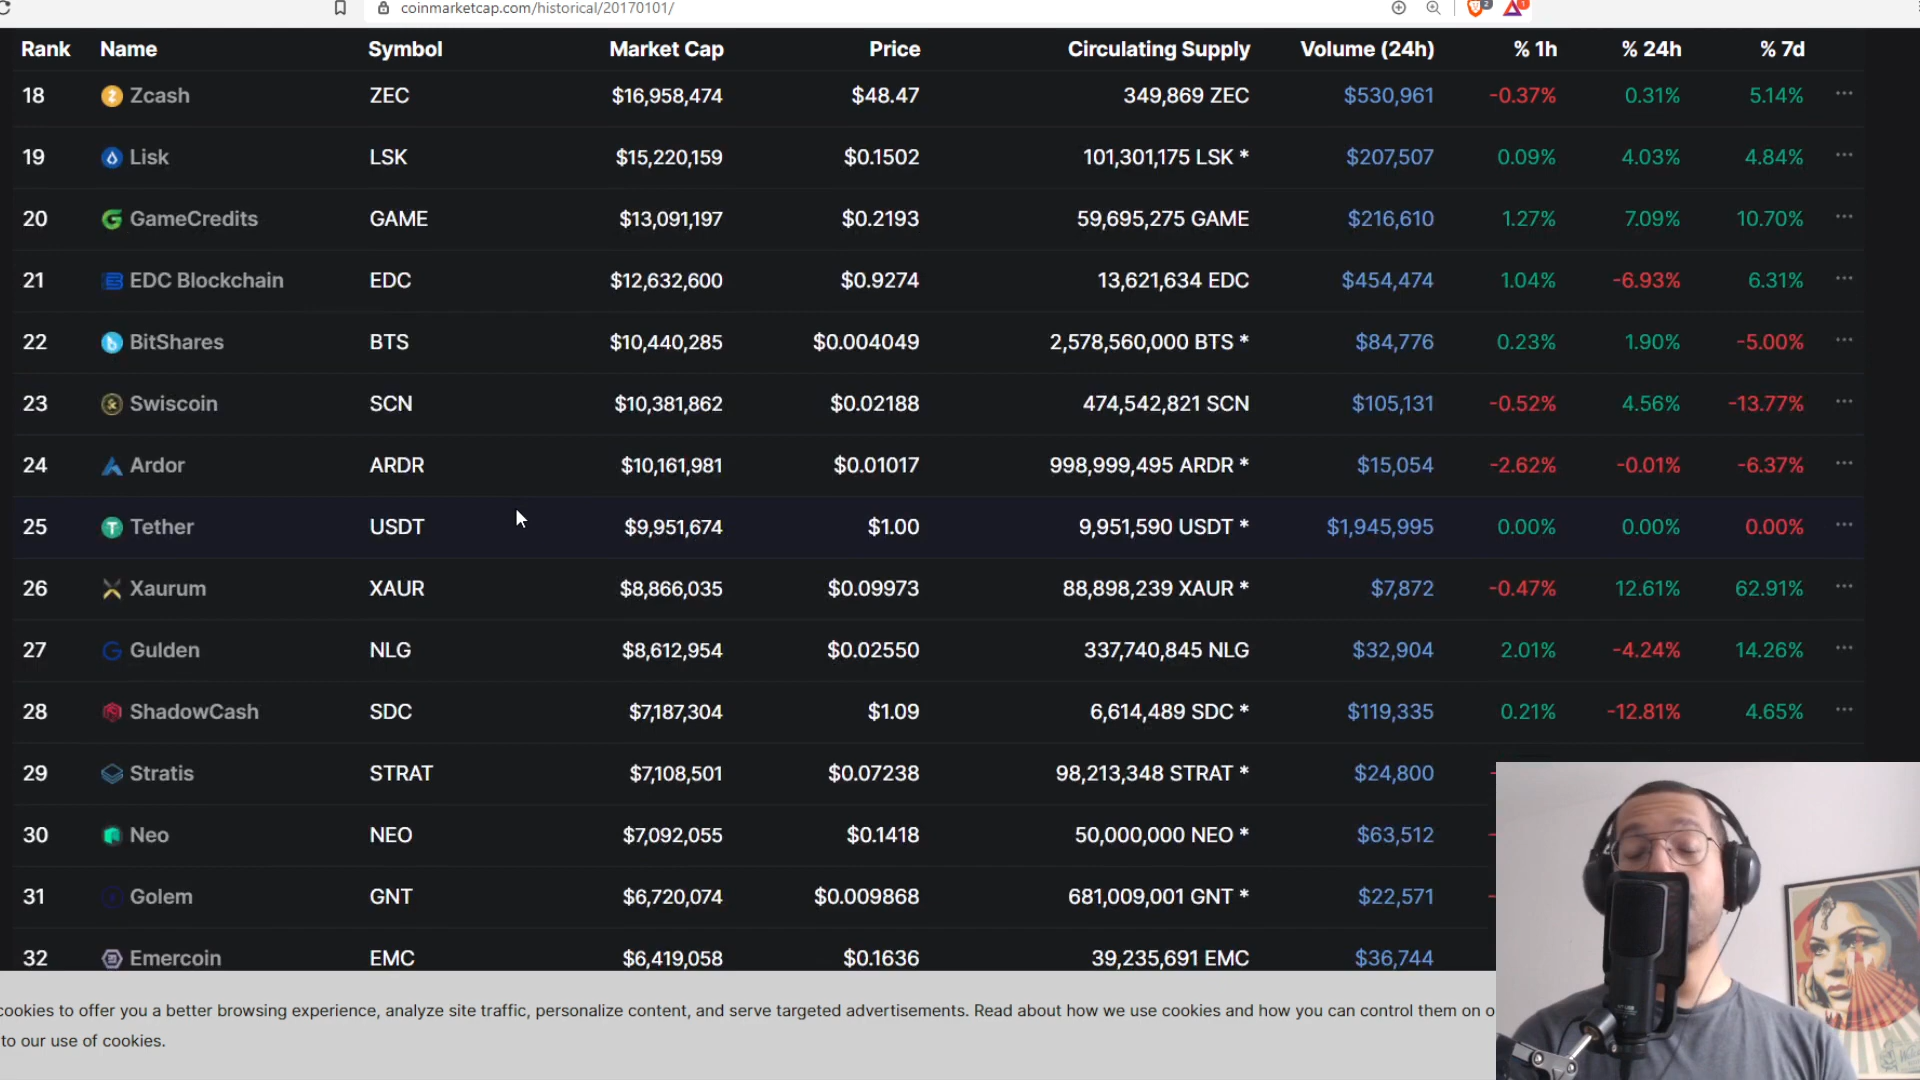 coinmarketcap.com/historical/20170101/
2
1
Rank Name Symbol Market Cap Price Circulating Supply Volume (24h) % 1h % 24h % 7d
18 Zcash ZEC $16,958,474 $48.47 349,869 ZEC $530,961 -0.37% 0.31% 5.14% ...
19 Lisk LSK $15,220,159 $0.1502 101,301,175 LSK * $207,507 0.09% 4.03% 4.84% ...
20 GameCredits GAME $13,091,197 $0.2193 59,695,275 GAME $216,610 1.27% 7.09% 10.70% ...
21 EDC Blockchain EDC $12,632,600 $0.9274 13,621,634 EDC $454,474 1.04% -6.93% 6.31% ...
22 BitShares BTS $10,440,285 $0.004049 2,578,560,000 BTS * $84,776 0.23% 1.90% -5.00% ...
23 Swiscoin SCN $10,381,862 $0.02188 474,542,821 SCN $105,131 -0.52% 4.56% -13.77% ...
24 Ardor ARDR $10,161,981 $0.01017 998,999,495 ARDR * $15,054 -2.62% -0.01% -6.37% ...
25 Tether USDT $9,951,674 $1.00 9,951,590 USDT * $1,945,995 0.00% 0.00% 0.00% ...
26 Xaurum XAUR $8,866,035 $0.09973 88,898,239 XAUR * $7,872 -0.47% 12.61% 62.91% ...
27 Gulden NLG $8,612,954 $0.02550 337,740,845 NLG $32,904 2.01% -4.24% 14.26% ...
28 ShadowCash SDC $7,187,304 $1.09 6,614,489 SDC * $119,335 0.21% -12.81% 4.65% ...
29 Stratis STRAT $7,108,501 $0.07238 98,213,348 STRAT * $24,800 -
30 Neo NEO $7,092,055 $0.1418 50,000,000 NEO * $63,512 -
31 Golem GNT $6,720,074 $0.009868 681,009,001 GNT * $22,571 -
32 Emercoin EMC $6,419,058 $0.1636 39,235,691 EMC $36,744
cookies to offer you a better browsing experience, analyze site traffic, personalize content, and serve targeted advertisements. Read about how we use cookies and how you can control them on o
to our use of cookies.